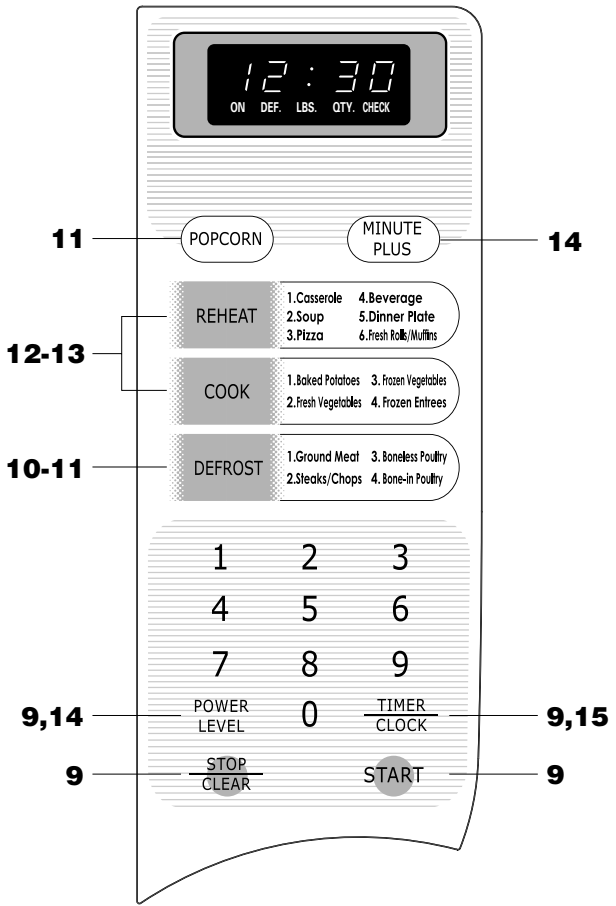 12:30
ON DEF. LBS. QTY. CHECK
11 POPCORN MINUTE PLUS 14
12-13
REHEAT
1.Casserole 4.Beverage
2.Soup 5.Dinner Plate
3.Pizza 6.Fresh Rolls/Muffins
COOK
1.Baked Potatoes 3. Frozen Vegetables
2.Fresh Vegetables 4. Frozen Entrees
10-11 DEFROST
1.Ground Meat 3. Boneless Poultry
2.Steaks/Chops 4. Bone-in Poultry
1 2 3
4 5 6
7 8 9
9,14 POWER LEVEL 0 TIMER CLOCK 9,15
9 STOP CLEAR START 9